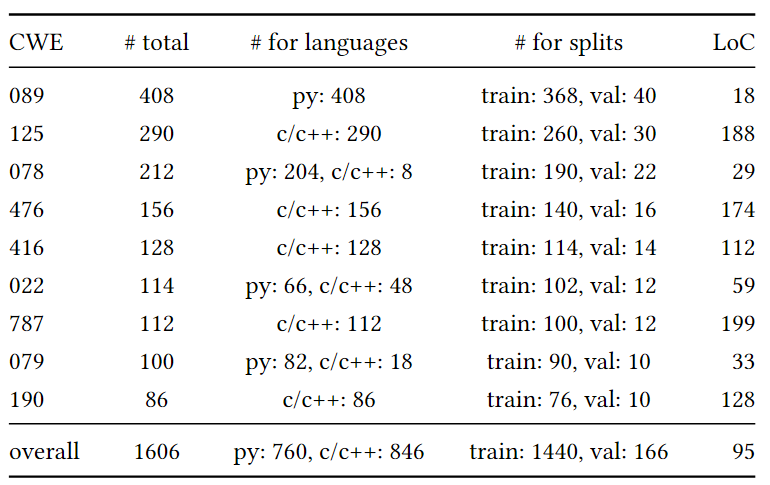 CWE # total # for languages # for splits LoC
089 408 py: 408 train: 368, val: 40 18
125 290 c/c++: 290 train: 260, val: 30 188
078 212 py: 204, c/c++: 8 train: 190, val: 22 29
476 156 c/c++: 156 train: 140, val: 16 174
416 128 c/c++: 128 train: 114, val: 14 112
022 114 py: 66, c/c++: 48 train: 102, val: 12 59
787 112 c/c++: 112 train: 100, val: 12 199
079 100 py: 82, c/c++: 18 train: 90, val: 10 33
190 86 c/c++: 86 train: 76, val: 10 128
overall 1606 py: 760, c/c++: 846 train: 1440, val: 166 95